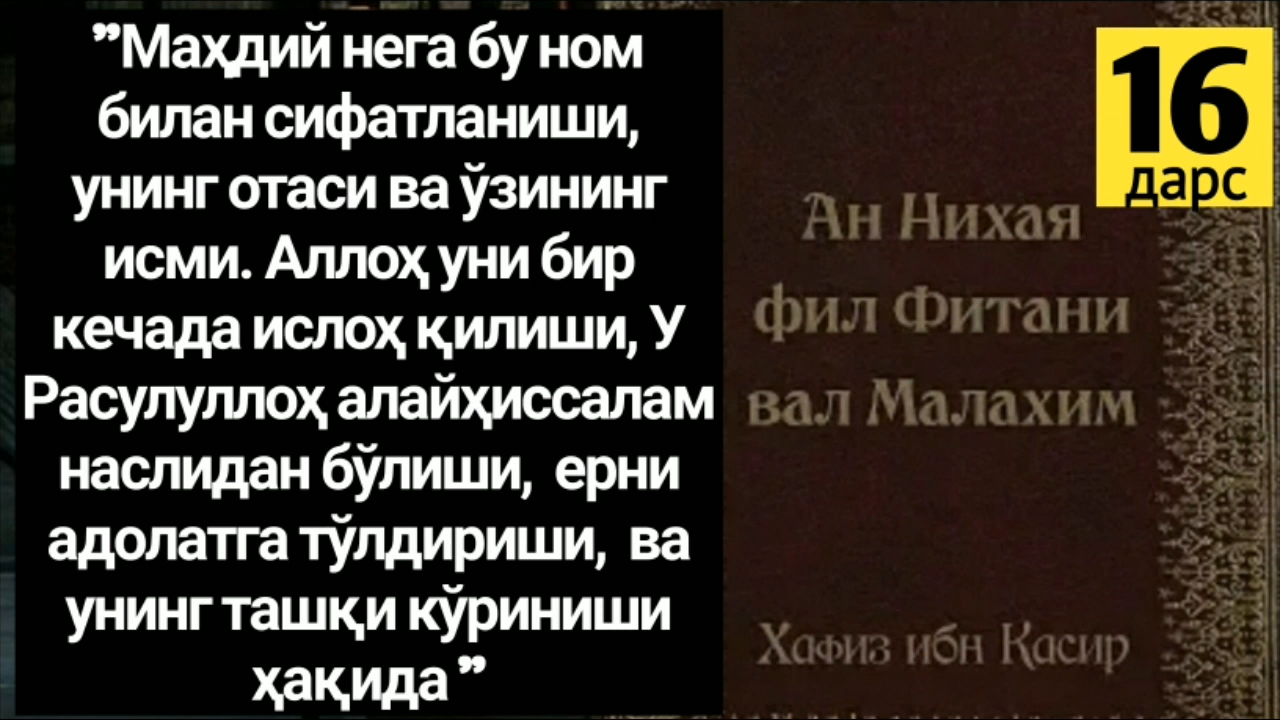 ”Маҳдий нега бу ном
билан сифатланиши,
унинг отаси ва ўзининг
исми. Аллоҳ уни бир
кечада ислоҳ қилиши, У
Расулуллоҳ алайҳиссалам
наслидан бўлиши, ерни
адолатга тўлдириши, ва
унинг ташқи кўриниши
ҳақида ”
16
дарс
Ан Нихая
фил Фитани
вал Малахим
Хафиз ибн Касир